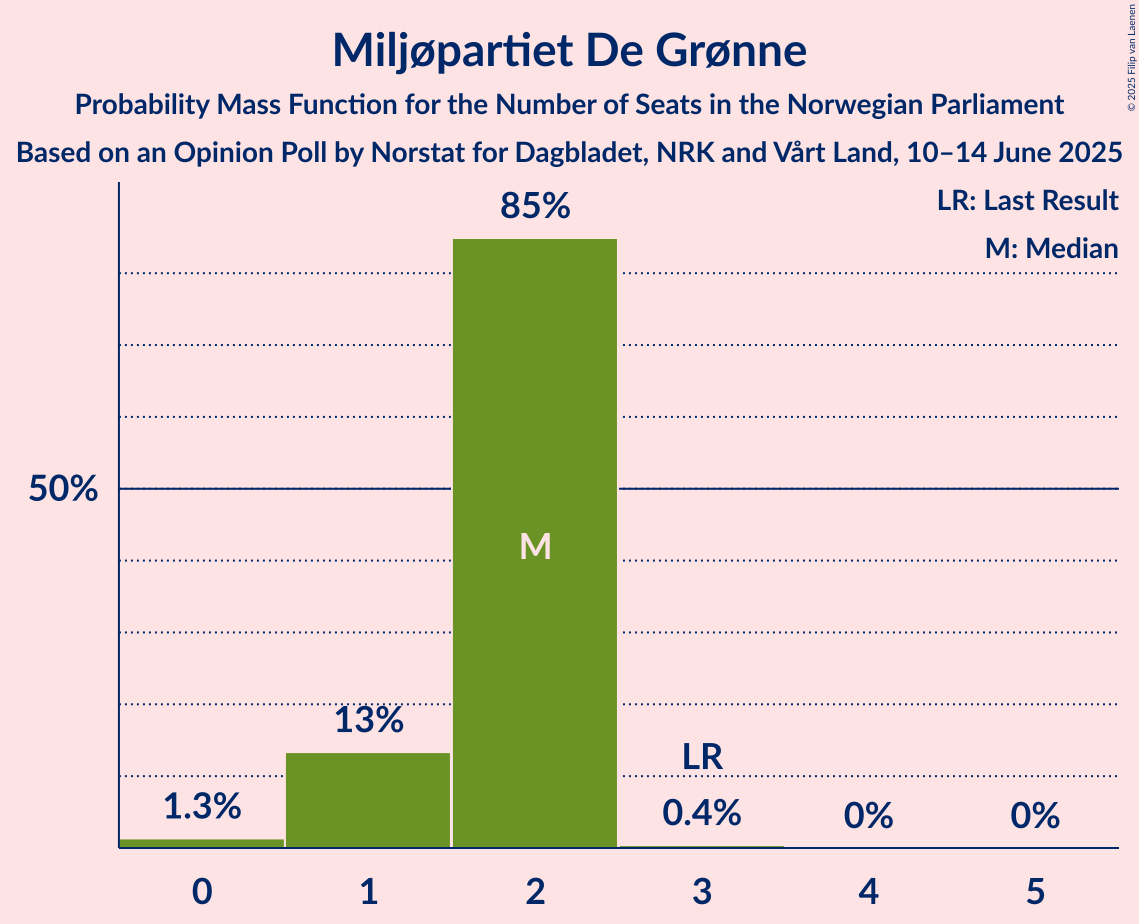 Miljøpartiet De Grønne
Probability Mass Function for the Number of Seats in the Norwegian Parliament
Based on an Opinion Poll by Norstat for Dagbladet, NRK and Vårt Land, 10–14 June 2025
© 2025 Filip van Laenen
LR: Last Result
M: Median
85%
50%
M
13%
LR
1.3%
0.4%
0%
0%
0 1 2 3 4 5